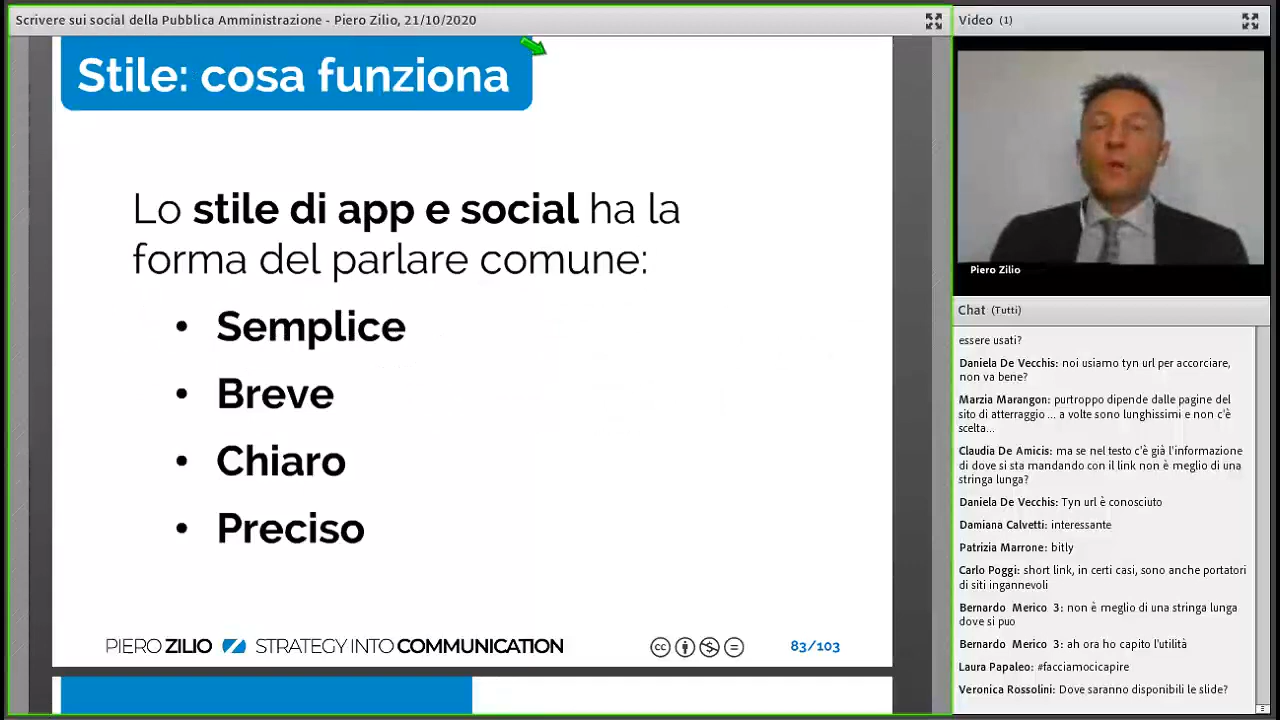 Scrivere sui social della Pubblica Amministrazione - Piero Zilio, 21/10/2020
Stile: cosa funziona
Lo stile di app e social ha la
forma del parlare comune:
• Semplice
• Breve
• Chiaro
• Preciso
PIERO ZILIO STRATEGY INTO COMMUNICATION
cc
83/103
Video (1)
Piero Zilio
Chat (Tutti)
essere usati?
Daniela De Vecchis: noi usiamo tyn url per accorciare,
non va bene?
Marzia Marangon: purtroppo dipende dalle pagine del
sito di atterraggio ... a volte sono lunghissimi e non c'è
scelta...
Claudia De Amicis: ma se nel testo c'è già l'informazione
di dove si sta mandando con il link non è meglio di una
stringa lunga?
Daniela De Vecchis: Tyn url è conosciuto
Damiana Calvetti: interessante
Patrizia Marrone: bitly
Carlo Poggi: short link, in certi casi, sono anche portatori
di siti ingannevoli
Bernardo Merico 3: non è meglio di una stringa lunga
dove si puo
Bernardo Merico 3: ah ora ho capito l'utilità
Laura Papaleo: #facciamocicapire
Veronica Rossolini: Dove saranno disponibili le slide?